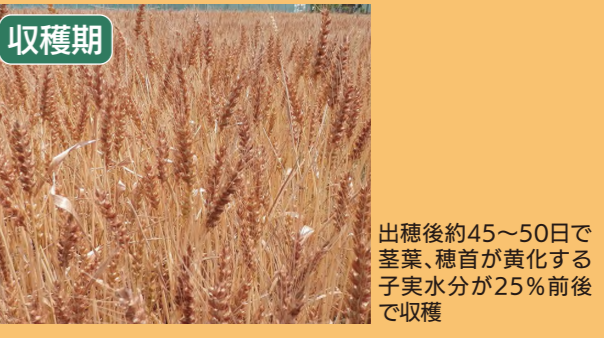 収穫期
出穂後約45〜50日で
茎葉、穂首が黄化する
子実水分が25％前後
で収穫